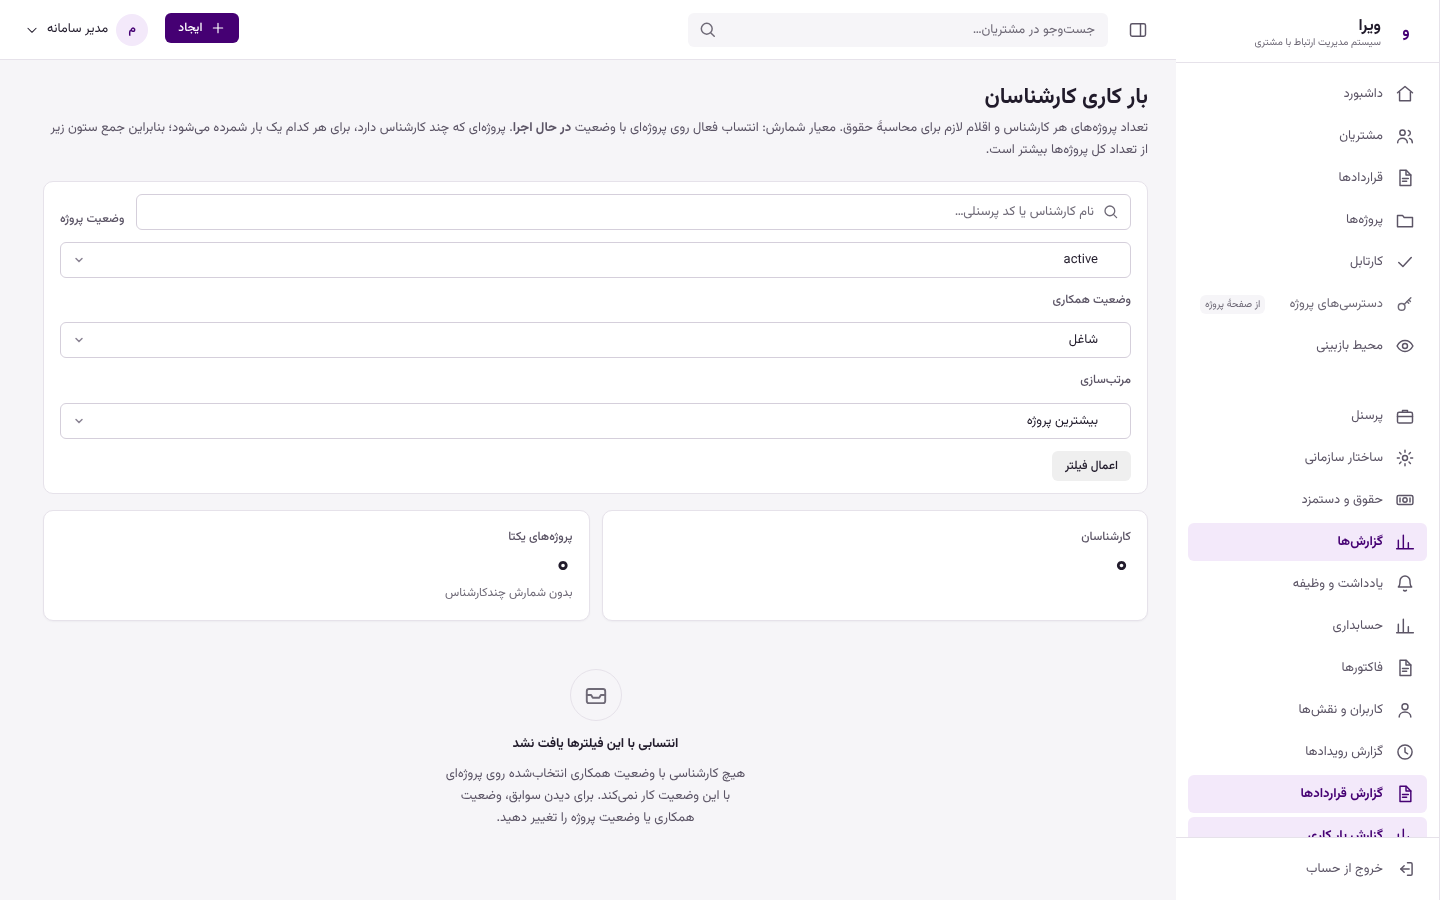 و
ویرا
سیستم مدیریت ارتباط با مشتری
داشبورد
مشتریان
قراردادها
پروژه‌ها
کارتابل
دسترسی‌های پروژه
از صفحهٔ پروژه
محیط بازبینی
پرسنل
ساختار سازمانی
حقوق و دستمزد
گزارش‌ها
یادداشت و وظیفه
حسابداری
فاکتورها
کاربران و نقش‌ها
گزارش رویدادها
گزارش قراردادها
گزارش بار کاری
خروج از حساب
جست‌وجو در مشتریان...
ایجاد
م
مدیر سامانه
بار کاری کارشناسان
تعداد پروژه‌های هر کارشناس و اقلام لازم برای محاسبهٔ حقوق. معیار شمارش: انتساب فعال روی پروژه‌ای با وضعیت در حال اجرا. پروژه‌ای که چند کارشناس دارد، برای هر کدام یک بار شمرده می‌شود؛ بنابراین جمع ستون زیر
از تعداد کل پروژه‌ها بیشتر است.
نام کارشناس یا کد پرسنلی...
وضعیت پروژه
active
وضعیت همکاری
شاغل
مرتب‌سازی
بیشترین پروژه
اعمال فیلتر
کارشناسان
۰
پروژه‌های یکتا
۰
بدون شمارش چندکارشناس
انتسابی با این فیلترها یافت نشد
هیچ کارشناسی با وضعیت همکاری انتخاب‌شده روی پروژه‌ای
با این وضعیت کار نمی‌کند. برای دیدن سوابق، وضعیت
همکاری یا وضعیت پروژه را تغییر دهید.